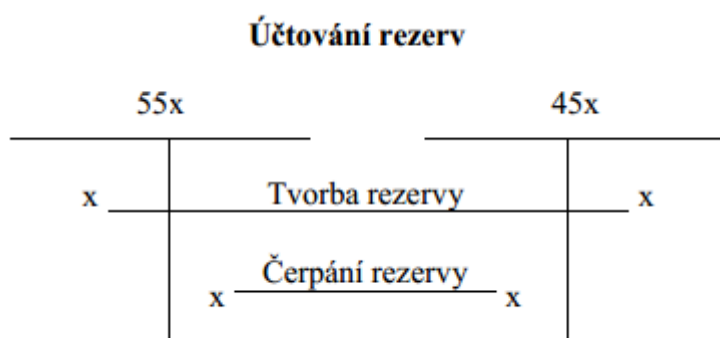 Účtování rezerv
55x 45x
x Tvorba rezervy x
x Čerpání rezervy x